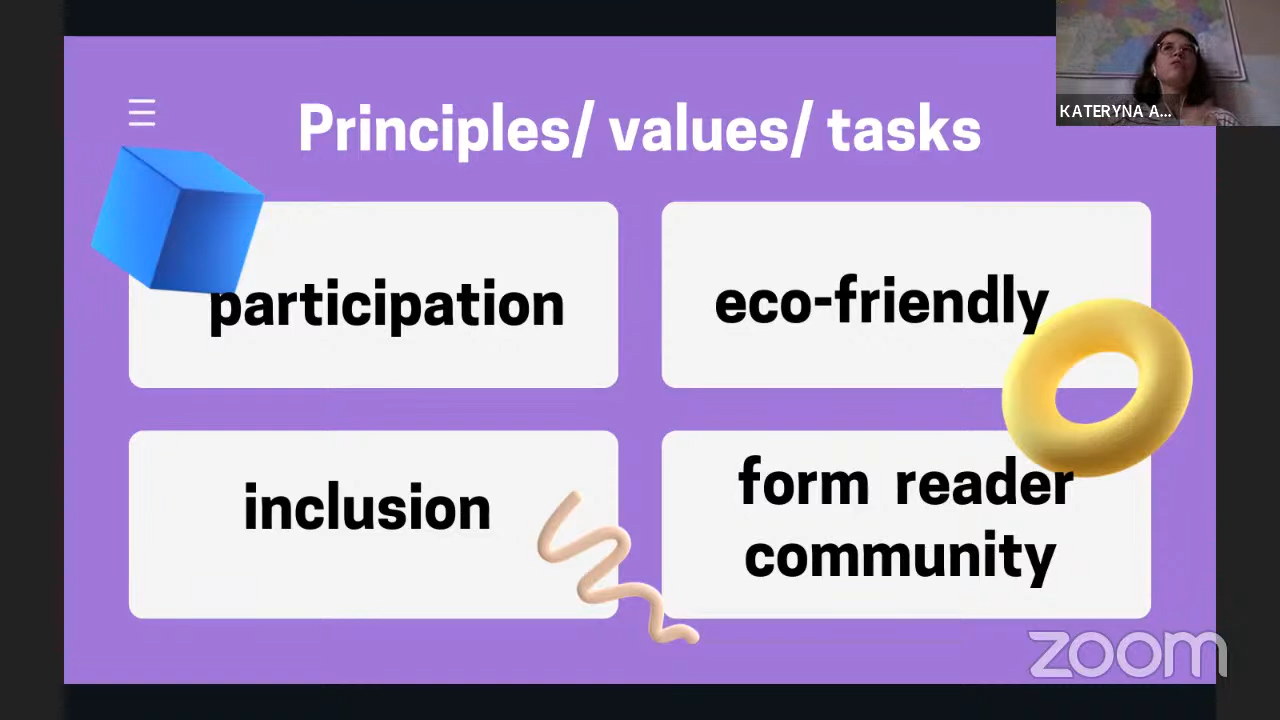 Principles/ values/ tasks
KATERYNA A...
participation
eco-friendly
inclusion
form reader
community
zoom